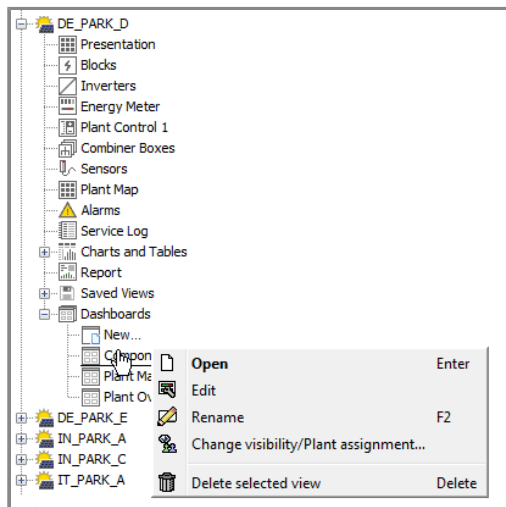 DE_PARK_D
Presentation
Blocks
Inverters
Energy Meter
Plant Control 1
Combiner Boxes
Sensors
Plant Map
Alarms
Service Log
Charts and Tables
Report
Saved Views
Dashboards
New...
Compon
Plant Ma
Plant Ov
Open Enter
Edit
Rename F2
Change visibility/Plant assignment...
Delete selected view Delete
DE_PARK_E
IN_PARK_A
IN_PARK_C
IT_PARK_A